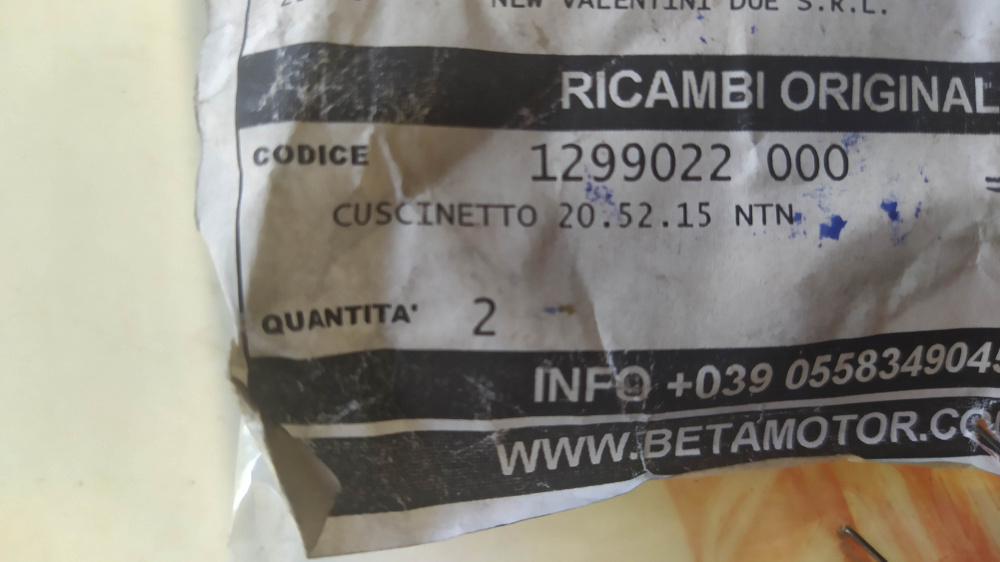 NEW VALENTINI DUE S.R.L.
RICAMBI ORIGINAL
CODICE 1299022 000
CUSCINETTO 20.52.15 NTN
QUANTITA' 2
INFO +039 055834904
WWW.BETAMOTOR.CO